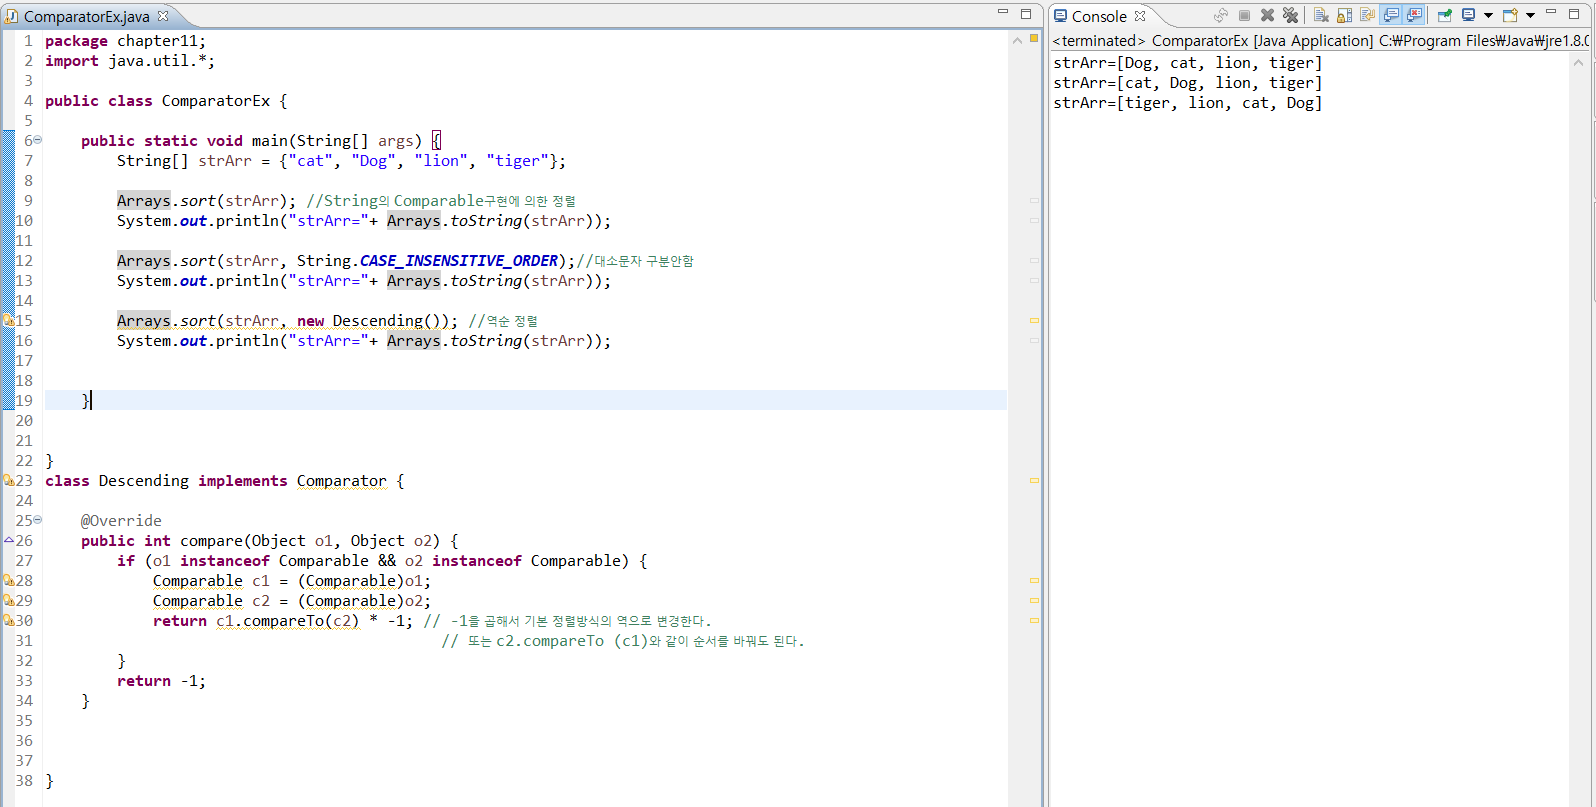 ComparatorEx.java
1 package chapter11;
2 import java.util.*;
3
4 public class ComparatorEx {
5
6 public static void main(String[] args) {
7 String[] strArr = {"cat", "Dog", "lion", "tiger"};
8
9 Arrays.sort(strArr); //String의 Comparable구현에 의한 정렬
10 System.out.println("strArr="+ Arrays.toString(strArr));
11
12 Arrays.sort(strArr, String.CASE_INSENSITIVE_ORDER);//대소문자 구분안함
13 System.out.println("strArr="+ Arrays.toString(strArr));
14
15 Arrays.sort(strArr, new Descending()); //역순 정렬
16 System.out.println("strArr="+ Arrays.toString(strArr));
17
18
19 }
20
21
22 }
23 class Descending implements Comparator {
24
25 @Override
26 public int compare(Object o1, Object o2) {
27 if (o1 instanceof Comparable && o2 instanceof Comparable) {
28 Comparable c1 = (Comparable)o1;
29 Comparable c2 = (Comparable)o2;
30 return c1.compareTo(c2) * -1; // -1을 곱해서 기본 정렬방식의 역으로 변경한다.
31 // 또는 c2.compareTo (c1)와 같이 순서를 바꿔도 된다.
32 }
33 return -1;
34 }
35
36
37
38 }
Console
<terminated> ComparatorEx [Java Application] C:₩Program Files₩Java₩jre1.8.0
strArr=[Dog, cat, lion, tiger]
strArr=[cat, Dog, lion, tiger]
strArr=[tiger, lion, cat, Dog]